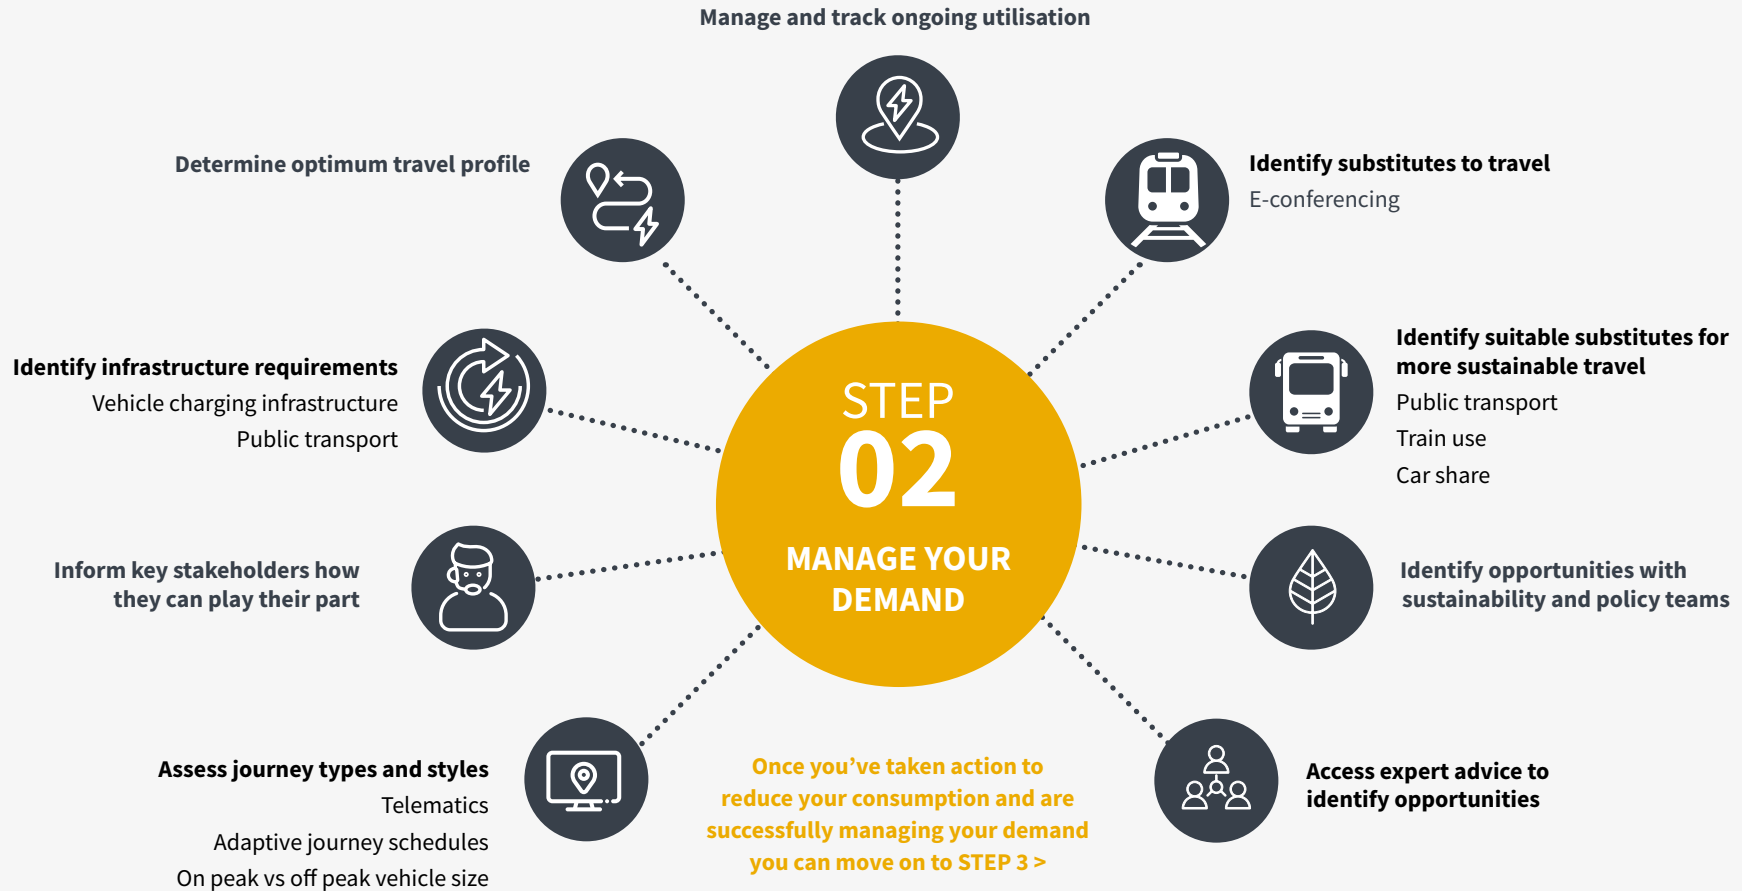 Manage and track ongoing utilisation
Determine optimum travel profile
Identify substitutes to travel
E-conferencing
Identify infrastructure requirements
Vehicle charging infrastructure
Public transport
Identify suitable substitutes for
more sustainable travel
Public transport
Train use
Car share
STEP
02
MANAGE YOUR
DEMAND
Inform key stakeholders how
they can play their part
Identify opportunities with
sustainability and policy teams
Assess journey types and styles
Telematics
Adaptive journey schedules
On peak vs off peak vehicle size
Once you’ve taken action to
reduce your consumption and are
successfully managing your demand
you can move on to STEP 3 >
Access expert advice to
identify opportunities